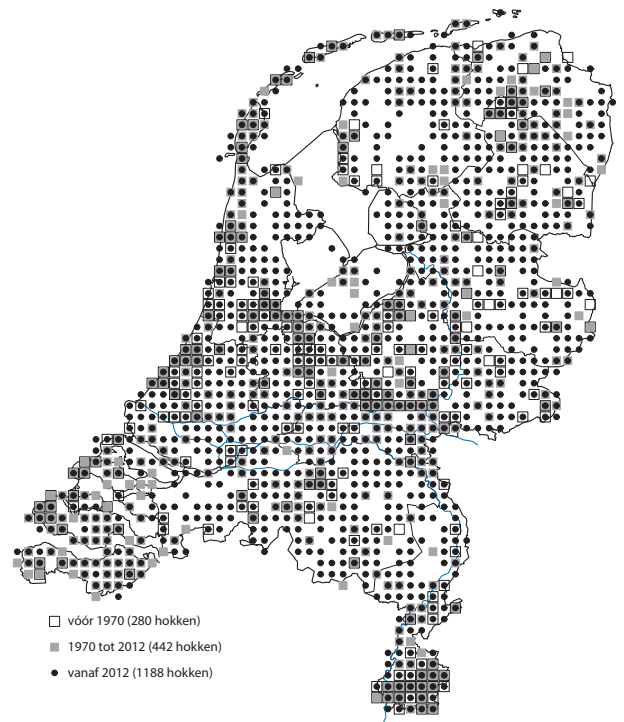 vóór 1970 (280 hokken)
1970 tot 2012 (442 hokken)
vanaf 2012 (1188 hokken)